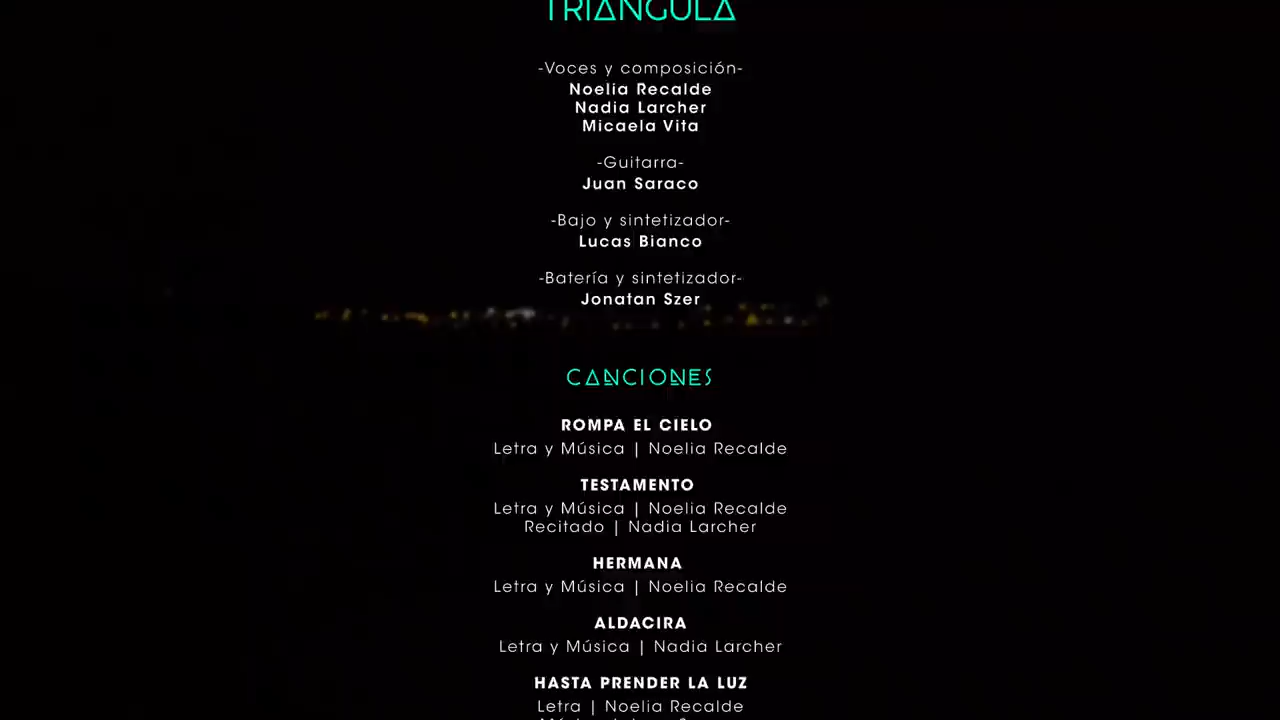 TRIANGULA
-Voces y composición-
Noelia Recalde
Nadia Larcher
Micaela Vita
-Guitarra-
Juan Saraco
-Bajo y sintetizador-
Lucas Bianco
-Batería y sintetizador-
Jonatan Szer
CANCIONES
ROMPA EL CIELO
Letra y Música | Noelia Recalde
TESTAMENTO
Letra y Música | Noelia Recalde
Recitado | Nadia Larcher
HERMANA
Letra y Música | Noelia Recalde
ALDACIRA
Letra y Música | Nadia Larcher
HASTA PRENDER LA LUZ
Letra | Noelia Recalde